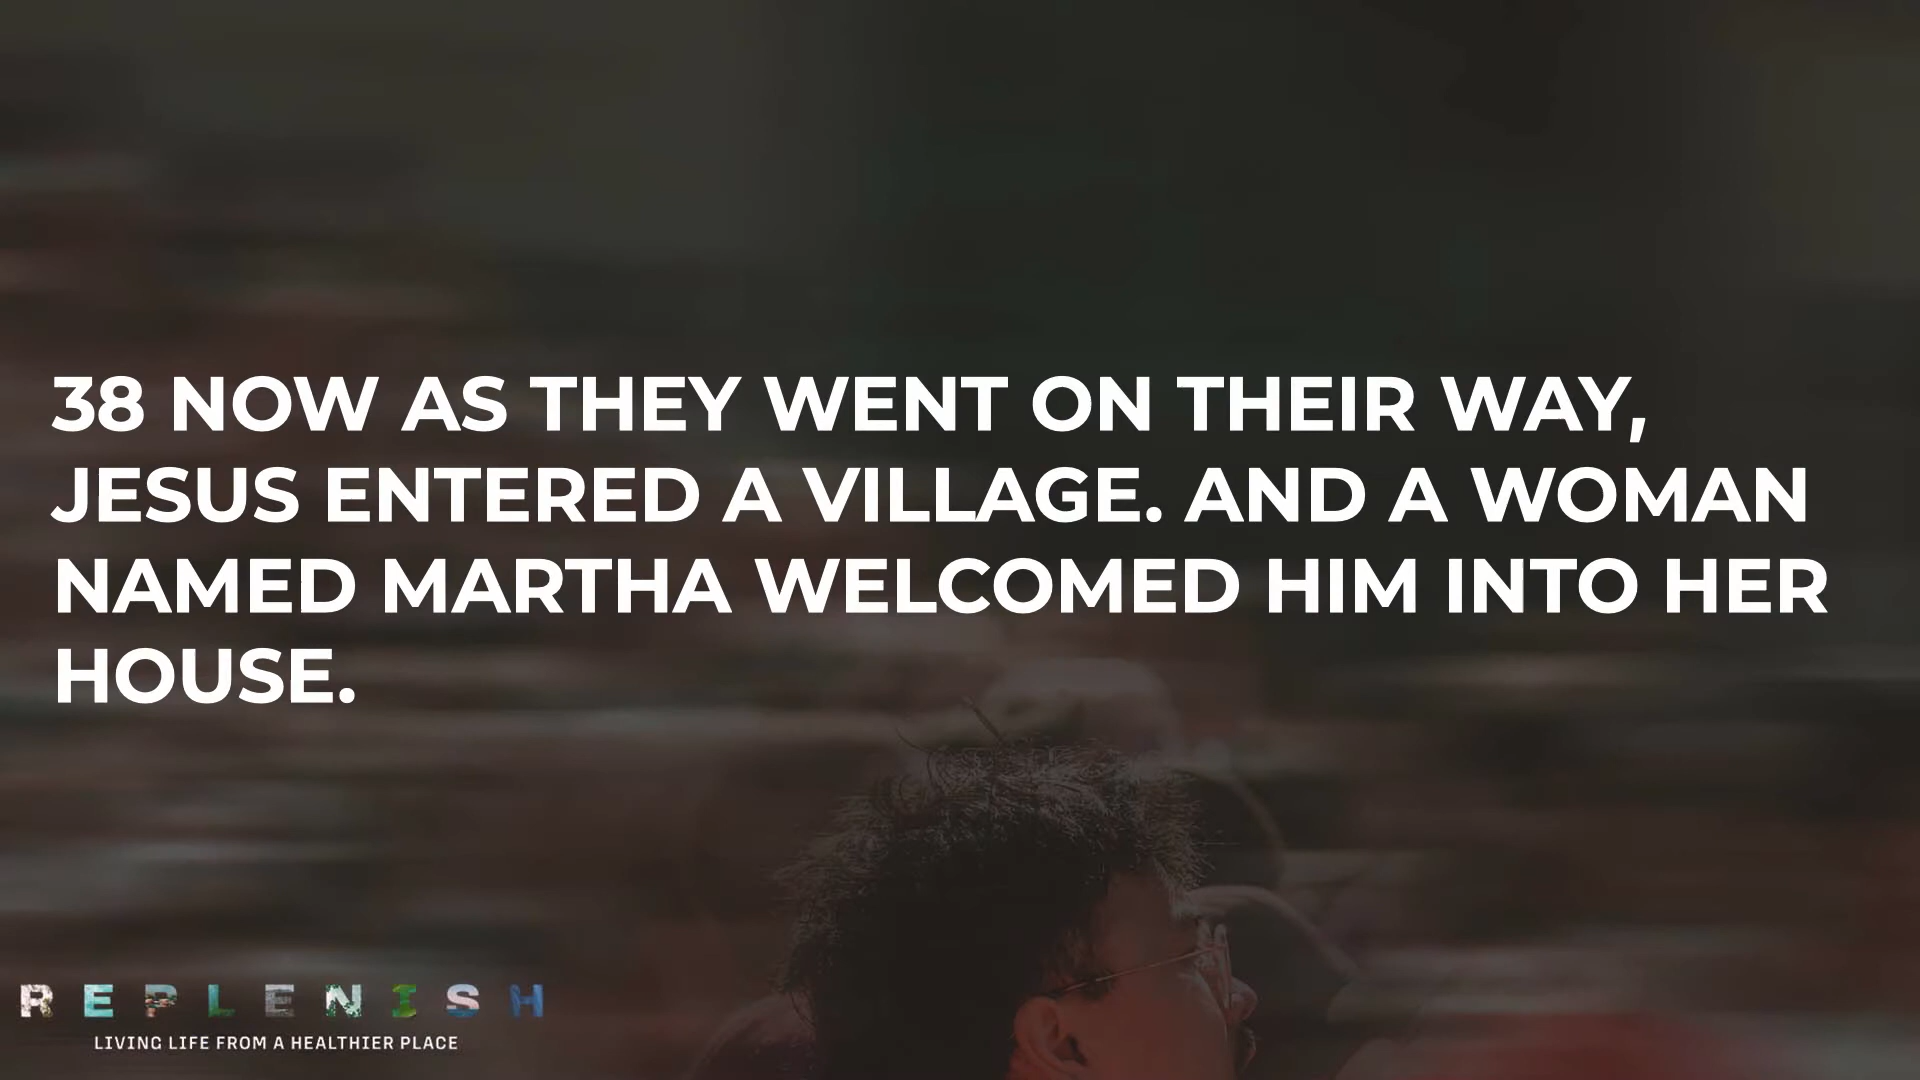 38 NOW AS THEY WENT ON THEIR WAY,
JESUS ENTERED A VILLAGE. AND A WOMAN
NAMED MARTHA WELCOMED HIM INTO HER
HOUSE.
REPLENISH
LIVING LIFE FROM A HEALTHIER PLACE